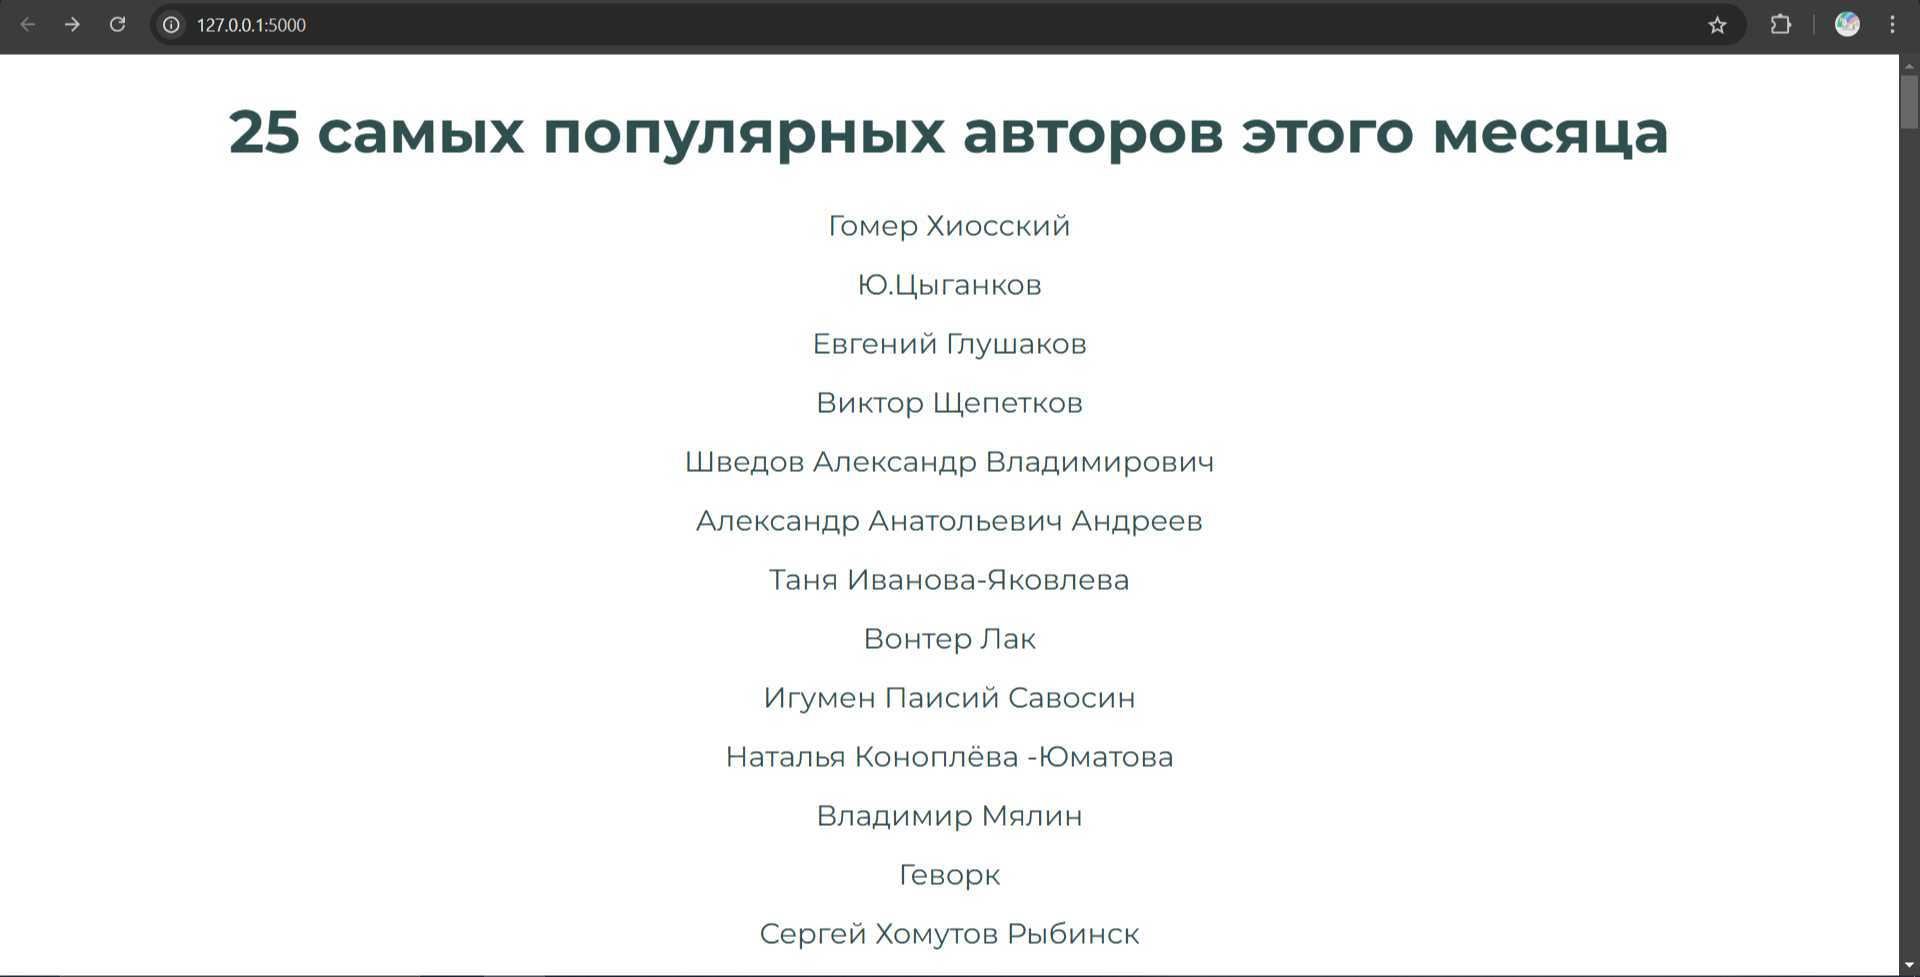 127.0.0.1:5000
25 самых популярных авторов этого месяца
Гомер Хиосский
Ю.Цыганков
Евгений Глушаков
Виктор Щепетков
Шведов Александр Владимирович
Александр Анатольевич Андреев
Таня Иванова-Яковлева
Вонтер Лак
Игумен Паисий Савосин
Наталья Коноплёва -Юматова
Владимир Мялин
Геворк
Сергей Хомутов Рыбинск